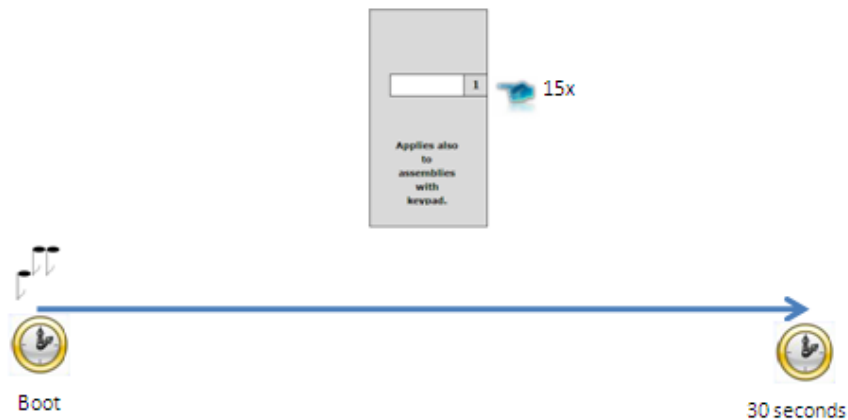 1
15x
Applies also
to
assemblies
with
keypad.
Boot
30 seconds